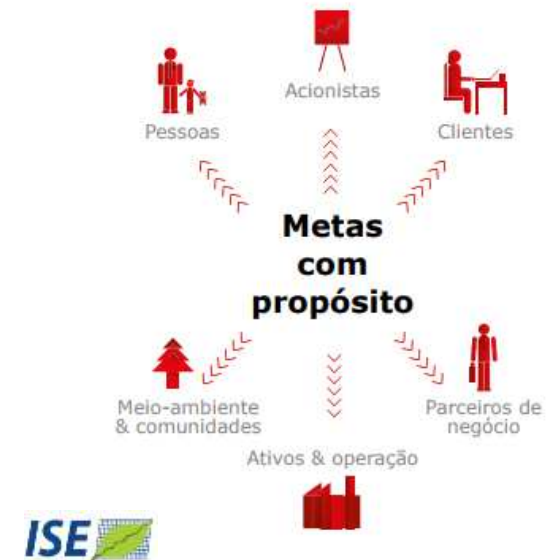 Acionistas
Pessoas
Clientes
Metas
com
propósito
Meio-ambiente
& comunidades
Parceiros de
negócio
Ativos & operação
ISE